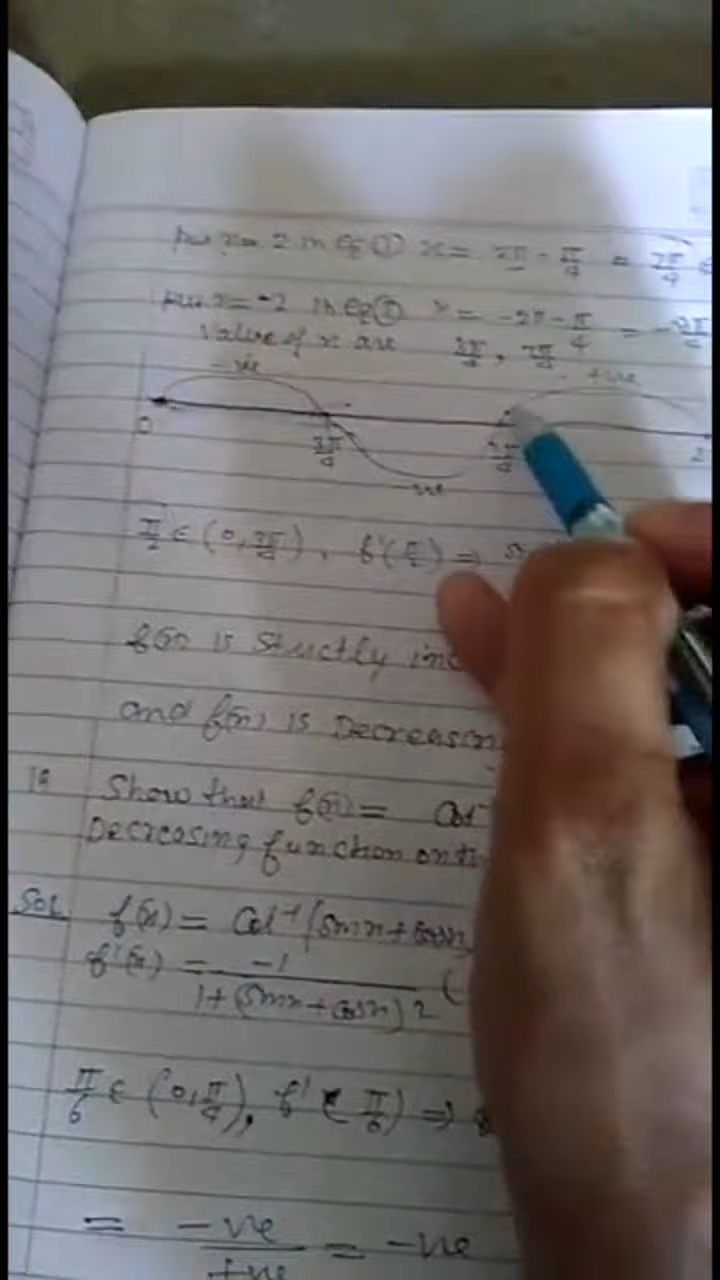 put n= 2 in eq ① x = 2π - π/4 = 7π/4
put n= -2 in eq ① x = -2π - π/4 = -9π/4
Value of x are 3π/4, 7π/4
-ve +ve
0 3π/4 7π/4 2
-ve
π/2 ∈ (0, 3π/4), f'(π/2) ⇒
f(x) is strictly inc
and f(x) is Decreasing
Show that f(x) = Cot⁻
Decreasing function on
Sol f(x) = Cot⁻¹(sinx+cosx
f'(x) = -1 / 1+(sinx+cosx)2 (
π/6 ∈ (0, π/4), f'(π/6) ⇒
= -ve / +ve = -ve